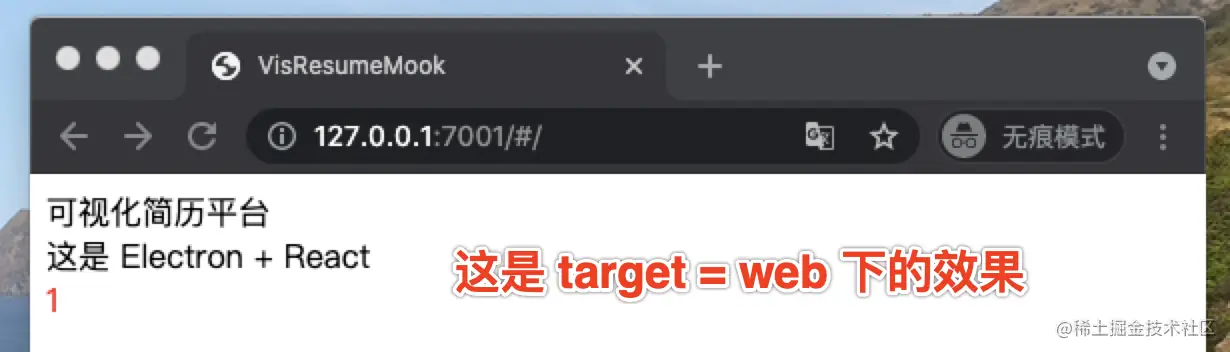 VisResumeMook
127.0.0.1:7001/#/
无痕模式
可视化简历平台
这是 Electron + React
1
这是 target = web 下的效果
@稀土掘金技术社区